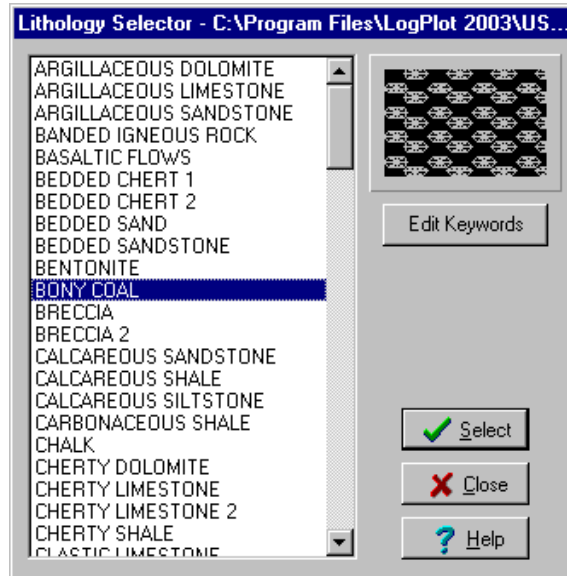 Lithology Selector - C:\Program Files\LogPlot 2003\US...
ARGILLACEOUS DOLOMITE
ARGILLACEOUS LIMESTONE
ARGILLACEOUS SANDSTONE
BANDED IGNEOUS ROCK
BASALTIC FLOWS
BEDDED CHERT 1
BEDDED CHERT 2
BEDDED SAND
BEDDED SANDSTONE
BENTONITE
BONY COAL
BRECCIA
BRECCIA 2
CALCAREOUS SANDSTONE
CALCAREOUS SHALE
CALCAREOUS SILTSTONE
CARBONACEOUS SHALE
CHALK
CHERTY DOLOMITE
CHERTY LIMESTONE
CHERTY LIMESTONE 2
CHERTY SHALE
CLASTIC LIMESTONE
Edit Keywords
Select
Close
Help